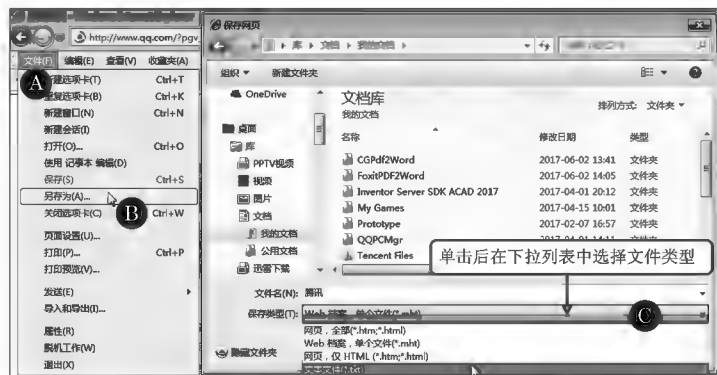 http://www.qq.com/?pgv_
文件(F) 编辑(E) 查看(V) 收藏夹(A)
A
新建选项卡(T) Ctrl+T
重复选项卡(B) Ctrl+K
新建窗口(N) Ctrl+N
新建会话(I)
打开(O)... Ctrl+O
使用 记事本 编辑(D)
保存(S) Ctrl+S
另存为(A)...
B
关闭选项卡(C) Ctrl+W
页面设置(U)...
打印(P)... Ctrl+P
打印预览(V)...
发送(E)
导入和导出(I)...
属性(R)
脱机工作(W)
退出(X)
保存网页
库 文档 我的文档
组织 新建文件夹
OneDrive
桌面
库
PPTV视频
视频
图片
文档
我的文档
公用文档
迅雷下载
文档库
我的文档
排列方式: 文件夹
名称 修改日期 类型
CGPdf2Word 2017-06-02 13:41 文件夹
FoxitPDF2Word 2017-06-02 14:05 文件夹
Inventor Server SDK ACAD 2017 2017-04-01 20:12 文件夹
My Games 2017-04-15 10:01 文件夹
Prototype 2017-02-07 16:57 文件夹
QQPCMgr 文件夹
Tencent Files
单击后在下拉列表中选择文件类型
文件名(N): 腾讯
保存类型(T): Web 档案，单个文件(*.mht)
C
网页，全部(*.htm;*.html)
Web 档案，单个文件(*.mht)
网页，仅 HTML (*.htm;*.html)
文本文件(*.txt)
隐藏文件夹